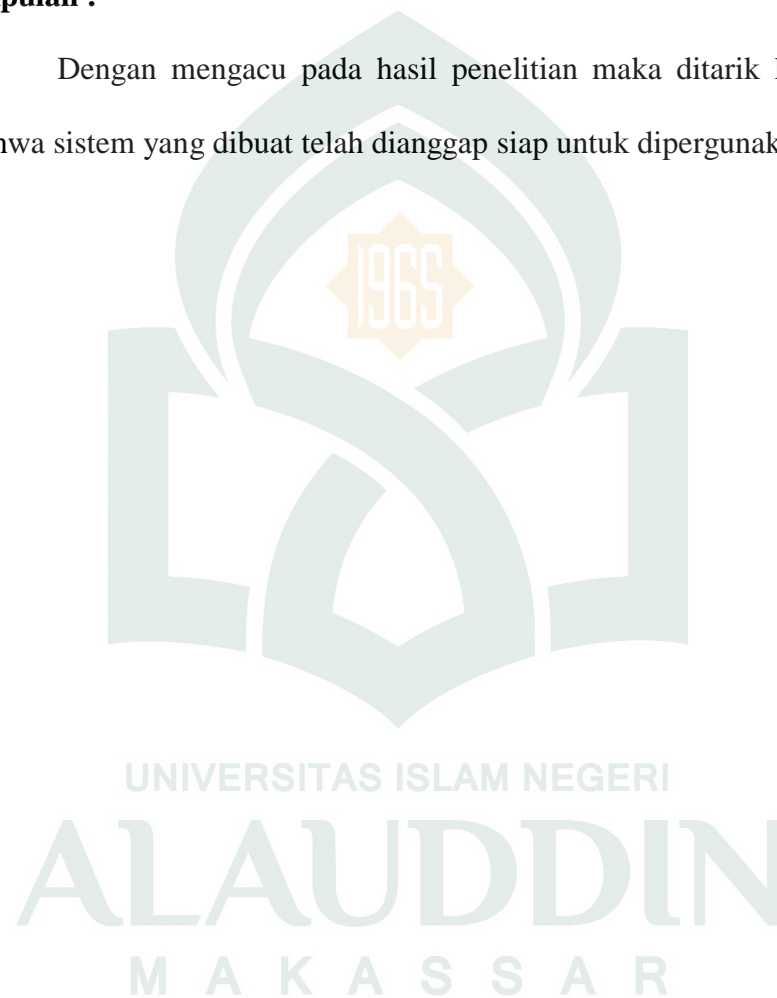 pulan :
Dengan mengacu pada hasil penelitian maka ditarik
wa sistem yang dibuat telah dianggap siap untuk dipergunak
1965
UNIVERSITAS ISLAM NEGERI
ALAUDDIN
MAKASSAR